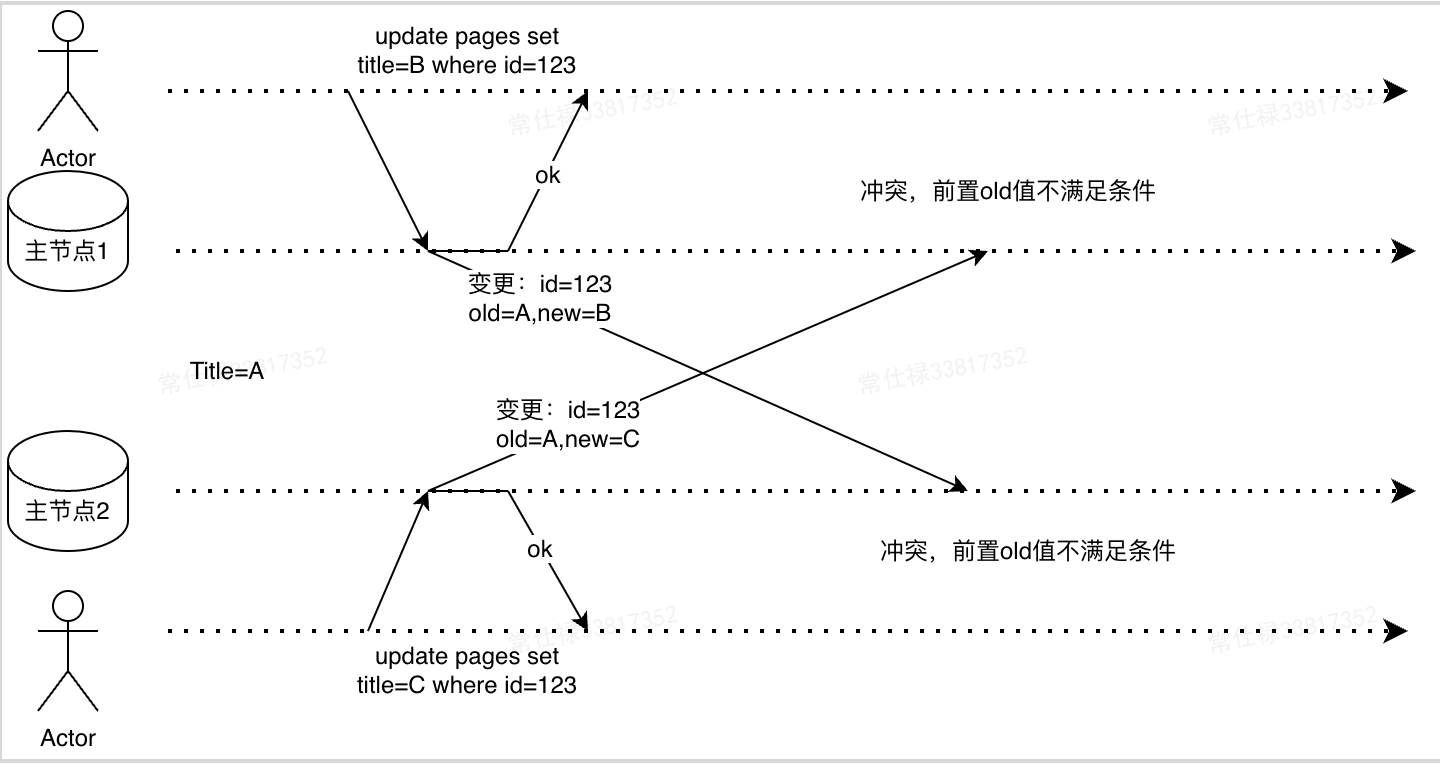 update pages set
title=B where id=123
常仕禄33817352
常仕禄33817352
Actor
ok
冲突，前置old值不满足条件
主节点1
变更：id=123
old=A,new=B
Title=A
常仕禄33817352
常仕禄33817352
变更：id=123
old=A,new=C
主节点2
ok
冲突，前置old值不满足条件
常仕禄33817352
常仕禄33817352
update pages set
title=C where id=123
Actor